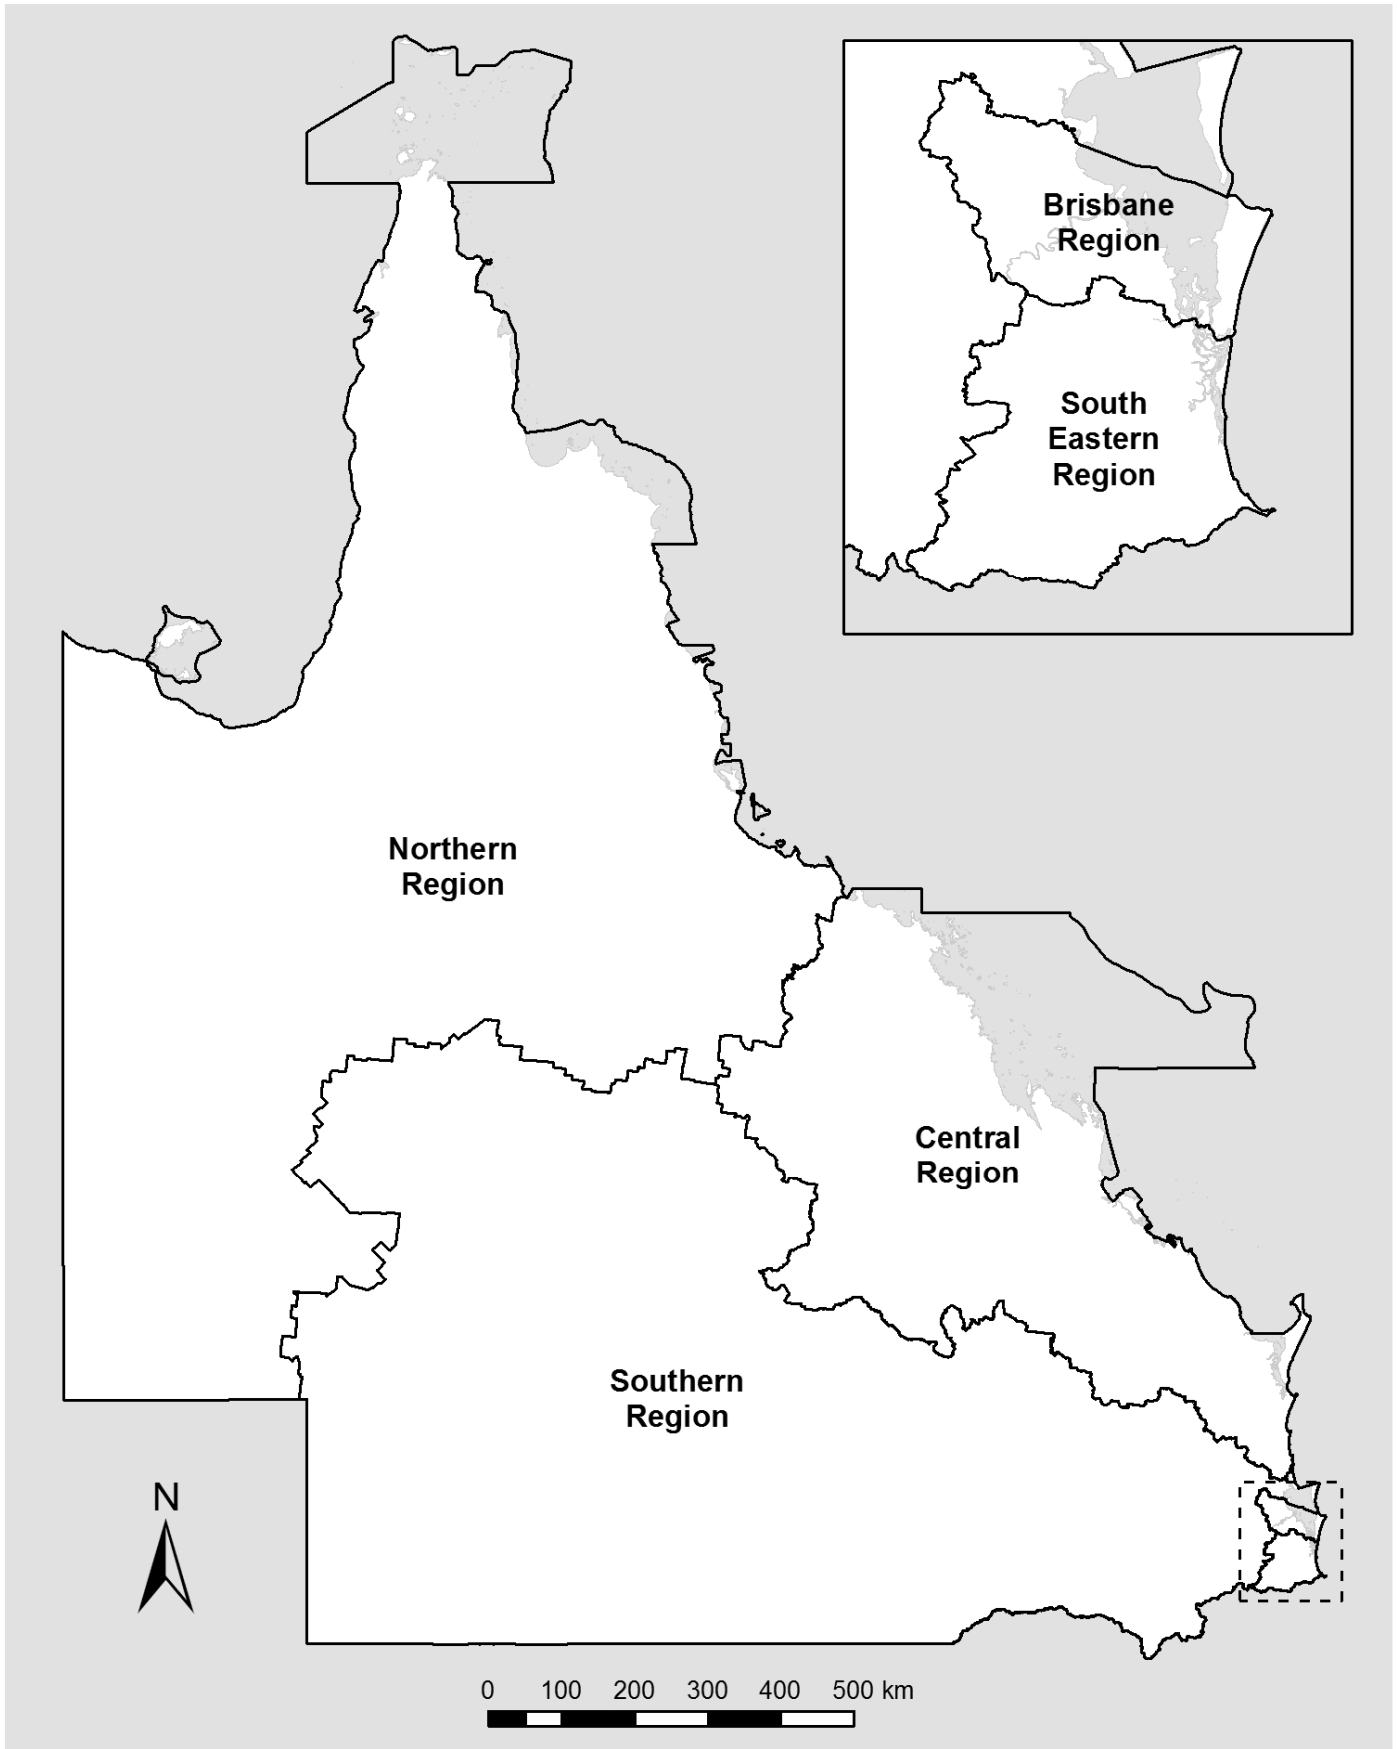 Brisbane
Region
South
Eastern
Region
Northern
Region
Central
Region
Southern
Region
N
0 100 200 300 400 500 km